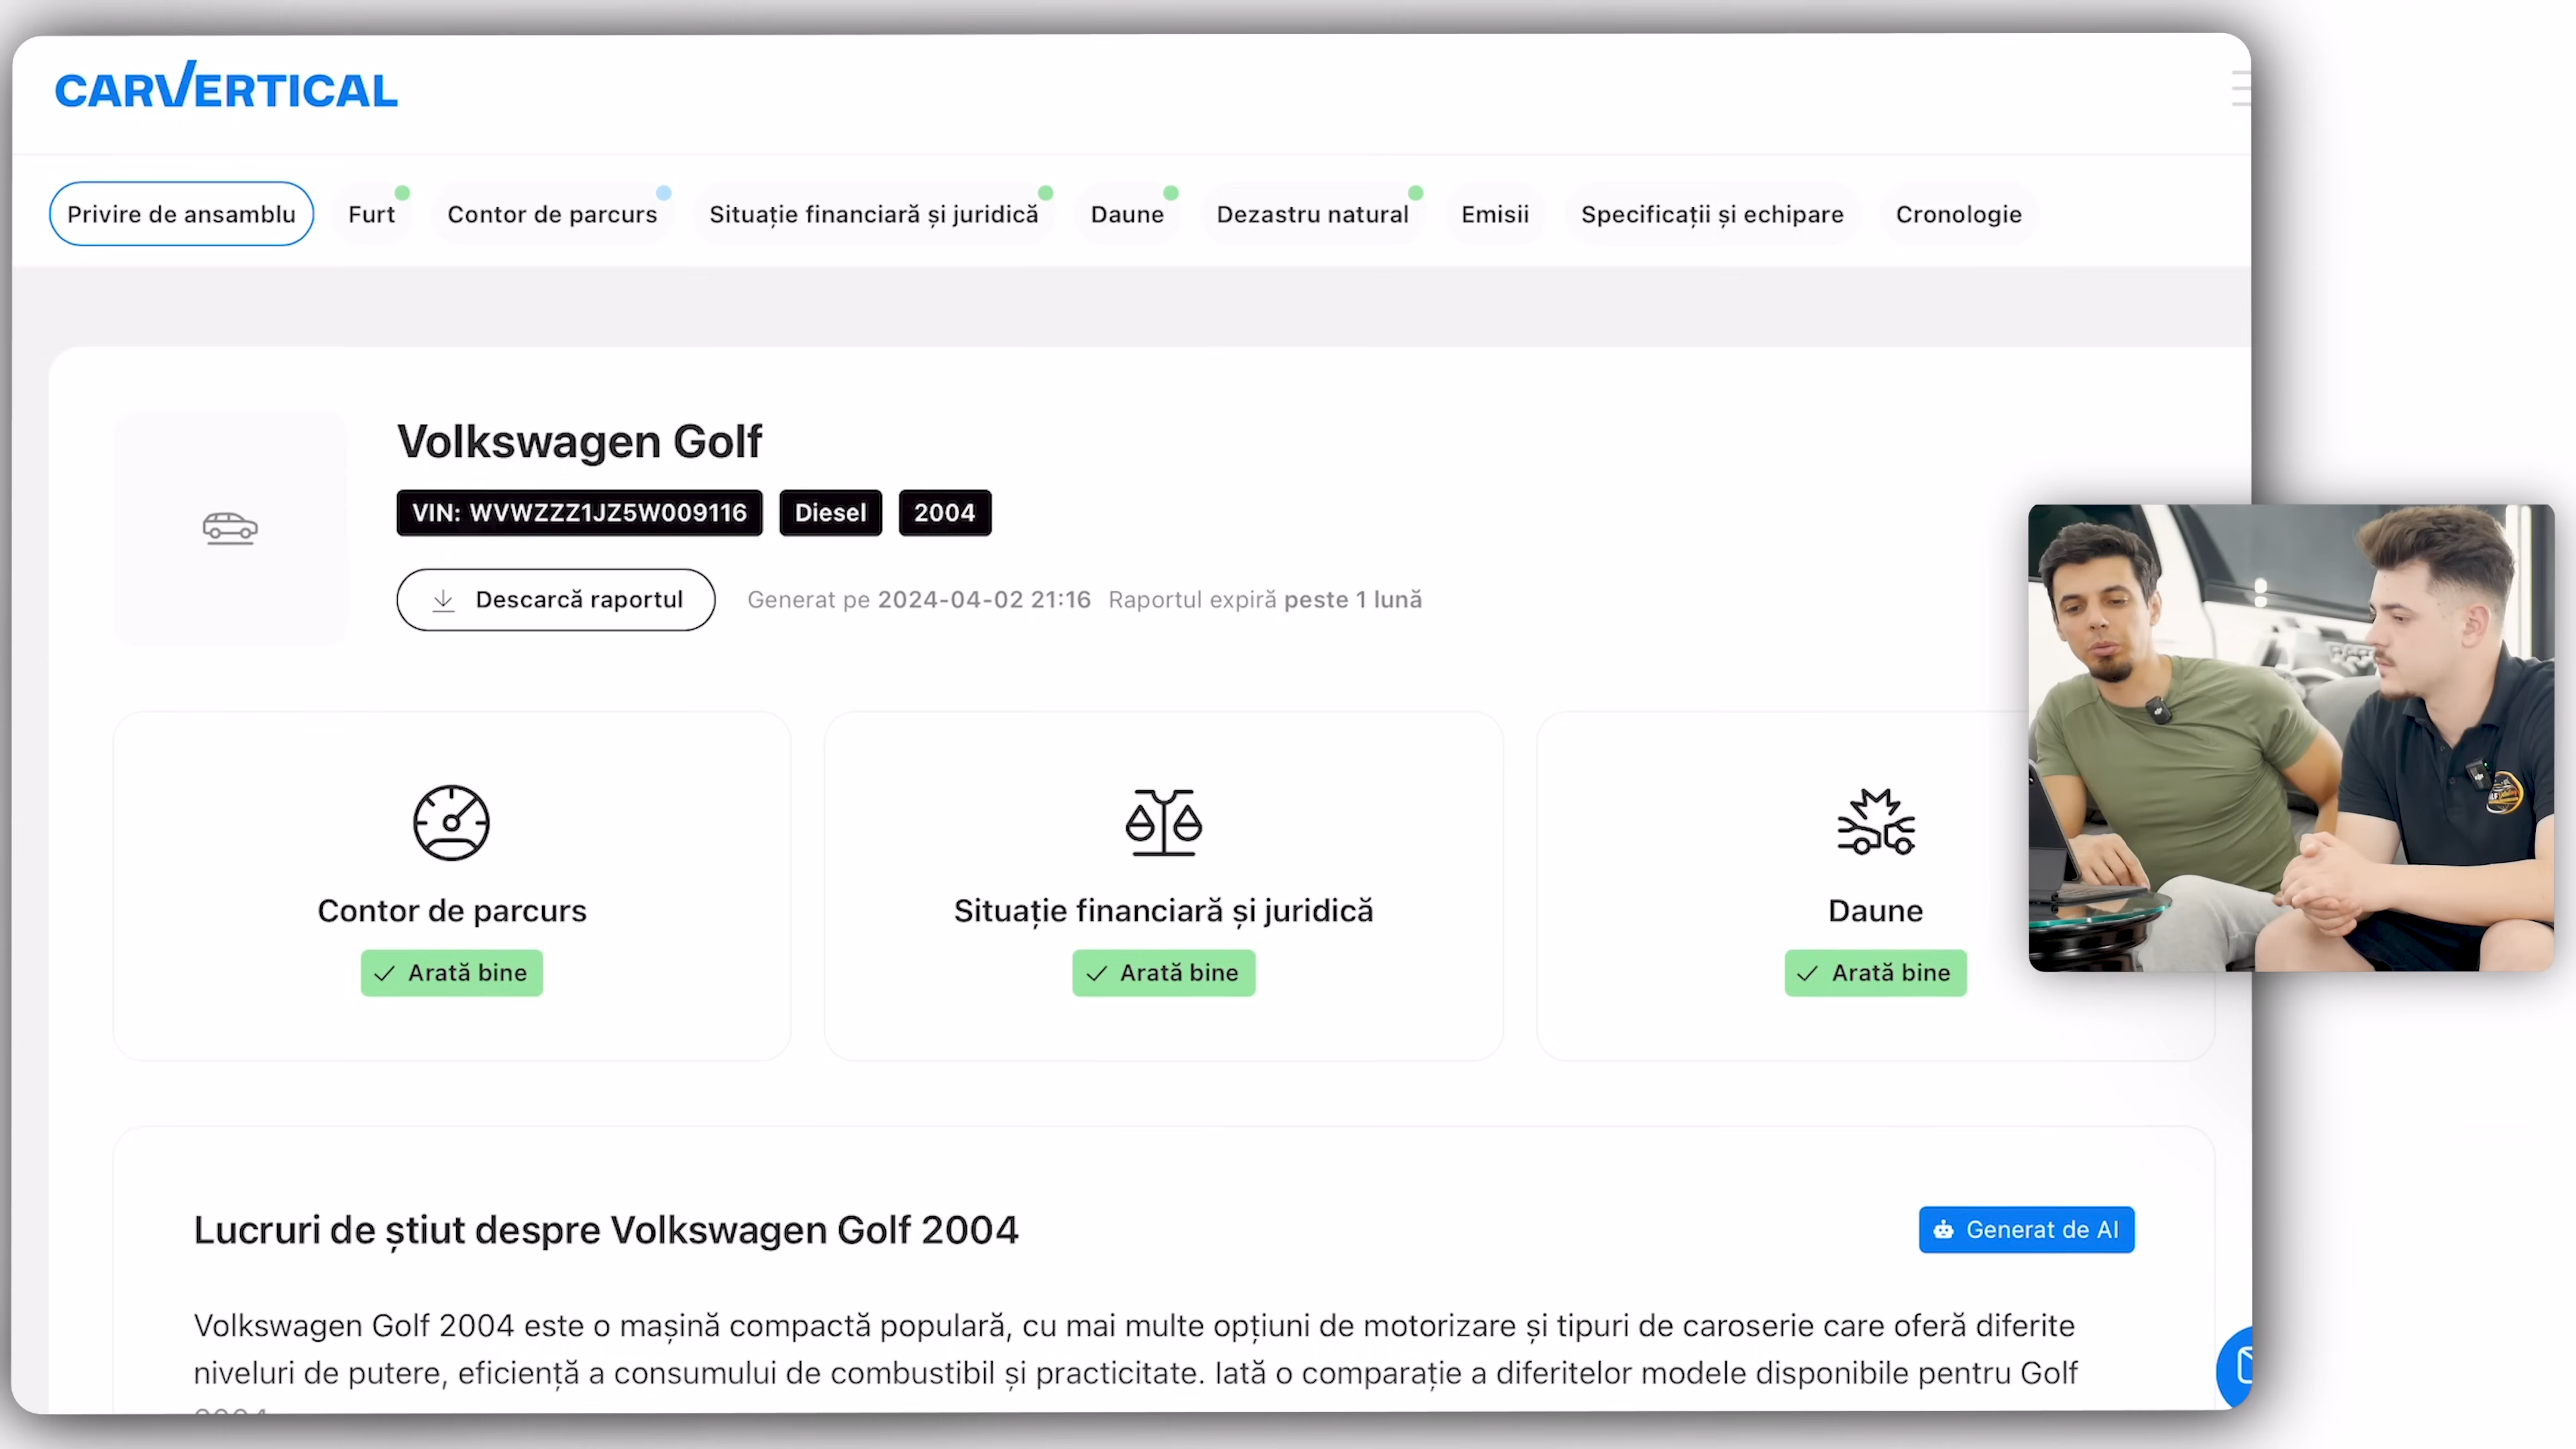 CARVERTICAL
Privire de ansamblu
Furt
Contor de parcurs
Situație financiară și juridică
Daune
Dezastru natural
Emisii
Specificații și echipare
Cronologie
Volkswagen Golf
VIN: WVWZZZ1JZ5W009116 Diesel 2004
Descarcă raportul Generat pe 2024-04-02 21:16 Raportul expiră peste 1 lună
Contor de parcurs
Arată bine
Situație financiară și juridică
Arată bine
Daune
Arată bine
Lucruri de știut despre Volkswagen Golf 2004
Generat de AI
Volkswagen Golf 2004 este o mașină compactă populară, cu mai multe opțiuni de motorizare și tipuri de caroserie care oferă diferite
niveluri de putere, eficiență a consumului de combustibil și practicitate. Iată o comparație a diferitelor modele disponibile pentru Golf